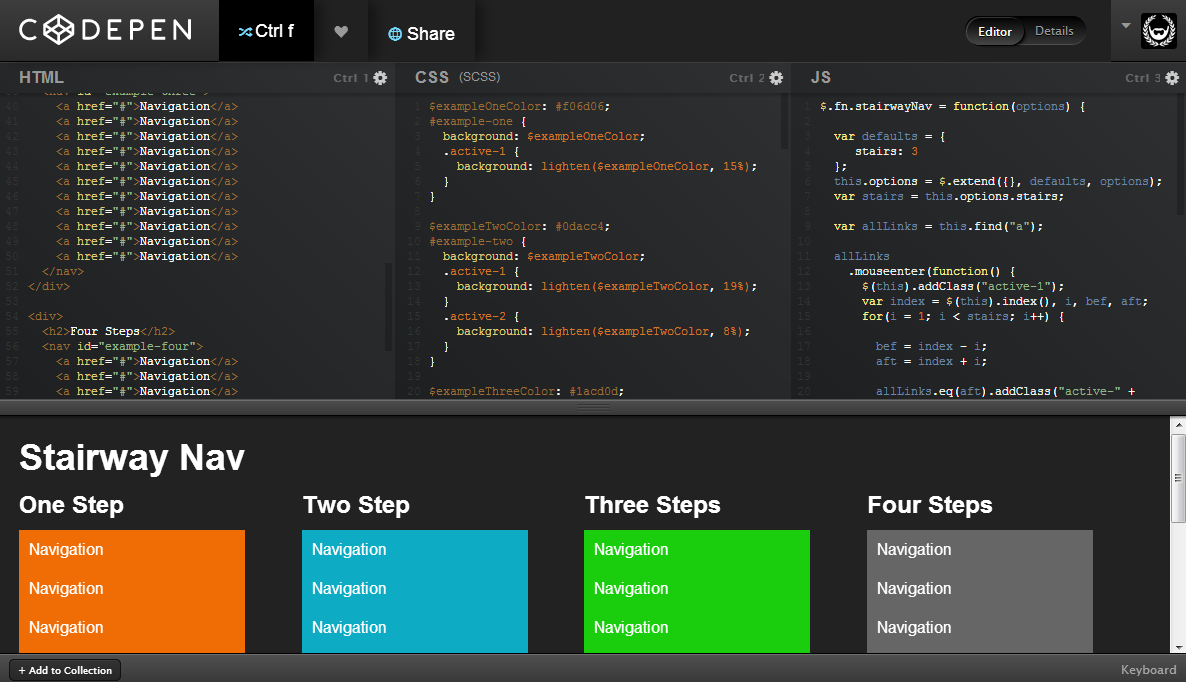 CODEPEN
Ctrl f
Share
Editor
Details
HTML
Ctrl 1
CSS (SCSS)
Ctrl 2
JS
Ctrl 3
40 <nav id="example-three">
41 <a href="#">Navigation</a>
42 <a href="#">Navigation</a>
43 <a href="#">Navigation</a>
44 <a href="#">Navigation</a>
45 <a href="#">Navigation</a>
46 <a href="#">Navigation</a>
47 <a href="#">Navigation</a>
48 <a href="#">Navigation</a>
49 <a href="#">Navigation</a>
50 <a href="#">Navigation</a>
<a href="#">Navigation</a>
51 </nav>
52 </div>
53
54 <div>
55 <h2>Four Steps</h2>
56 <nav id="example-four">
57 <a href="#">Navigation</a>
58 <a href="#">Navigation</a>
59 <a href="#">Navigation</a>
1 $exampleOneColor: #f06d06;
2 #example-one {
3 background: $exampleOneColor;
4 .active-1 {
5 background: lighten($exampleOneColor, 15%);
6 }
7 }
8
9 $exampleTwoColor: #0dacc4;
10 #example-two {
11 background: $exampleTwoColor;
12 .active-1 {
13 background: lighten($exampleTwoColor, 19%);
14 }
15 .active-2 {
16 background: lighten($exampleTwoColor, 8%);
17 }
18 }
19
20 $exampleThreeColor: #1acd0d;
1 $.fn.stairwayNav = function(options) {
2
3 var defaults = {
4 stairs: 3
5 };
6 this.options = $.extend({}, defaults, options);
7 var stairs = this.options.stairs;
8
9 var allLinks = this.find("a");
10
11 allLinks
12 .mouseenter(function() {
13 $(this).addClass("active-1");
14 var index = $(this).index(), i, bef, aft;
15 for(i = 1; i < stairs; i++) {
16
17 bef = index - i;
18 aft = index + i;
19
20 allLinks.eq(aft).addClass("active-" +
Stairway Nav
One Step
Two Step
Three Steps
Four Steps
Navigation
Navigation
Navigation
Navigation
Navigation
Navigation
Navigation
Navigation
Navigation
Navigation
Navigation
Navigation
+ Add to Collection
Keyboard